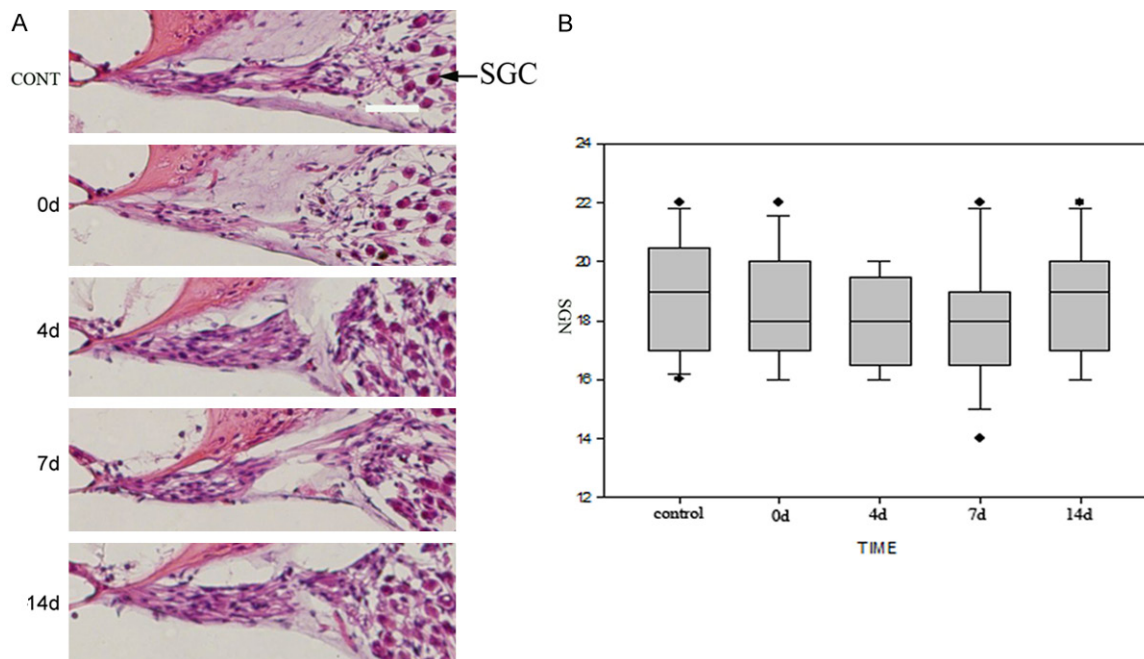 A
CONT
SGC
0d
4d
7d
14d
B
24
22
20
18
16
14
12
SGN
control 0d 4d 7d 14d
TIME